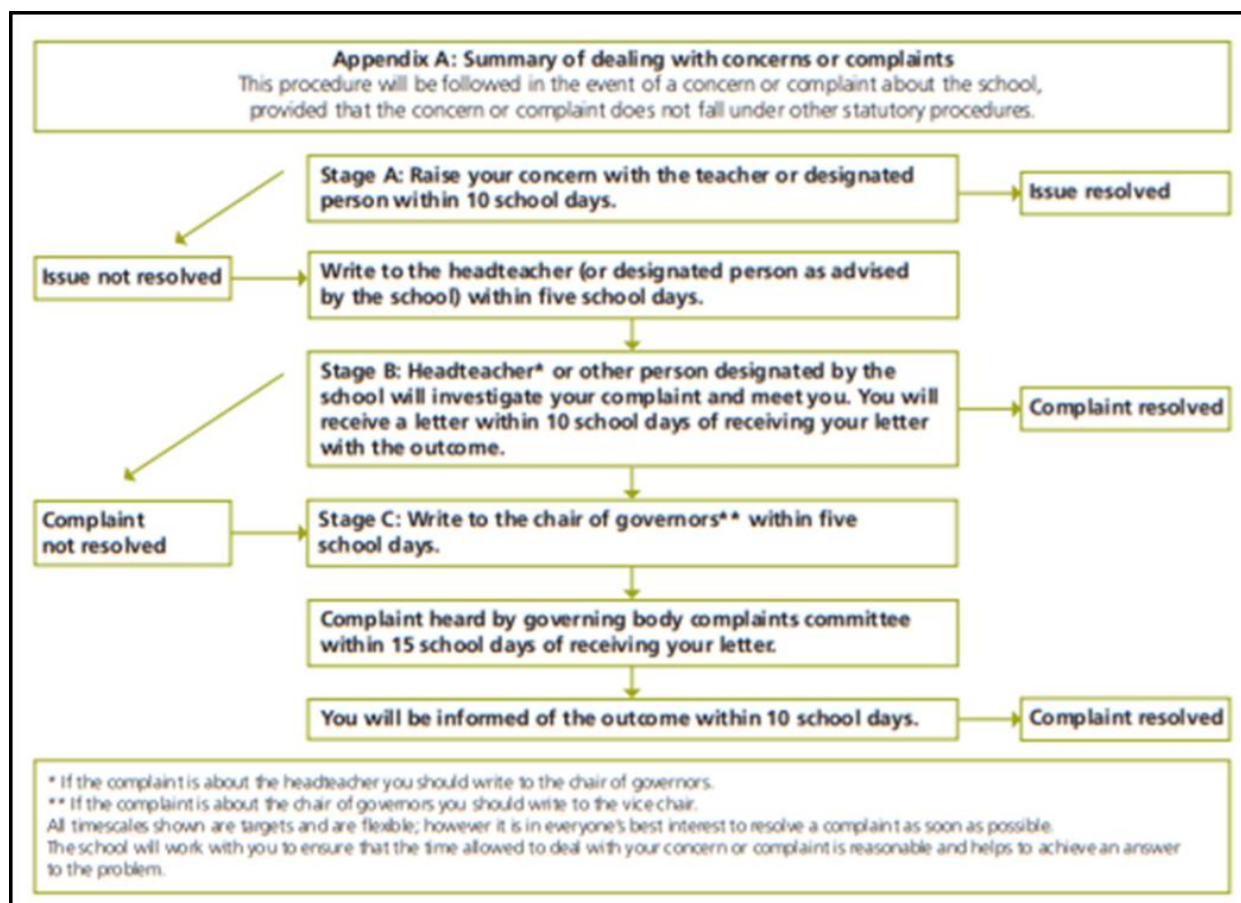 Appendix A: Summary of dealing with concerns or complaints
This procedure will be followed in the event of a concern or complaint about the school,
provided that the concern or complaint does not fall under other statutory procedures.
Stage A: Raise your concern with the teacher or designated
person within 10 school days.
Issue resolved
Issue not resolved
Write to the headteacher (or designated person as advised
by the school) within five school days.
Stage B: Headteacher* or other person designated by the
school will investigate your complaint and meet you. You will
receive a letter within 10 school days of receiving your letter
with the outcome.
Complaint resolved
Complaint
not resolved
Stage C: Write to the chair of governors** within five
school days.
Complaint heard by governing body complaints committee
within 15 school days of receiving your letter.
You will be informed of the outcome within 10 school days.
Complaint resolved
* If the complaint is about the headteacher you should write to the chair of governors.
** If the complaint is about the chair of governors you should write to the vice chair.
All timescales shown are targets and are flexible; however it is in everyone's best interest to resolve a complaint as soon as possible.
The school will work with you to ensure that the time allowed to deal with your concern or complaint is reasonable and helps to achieve an answer
to the problem.